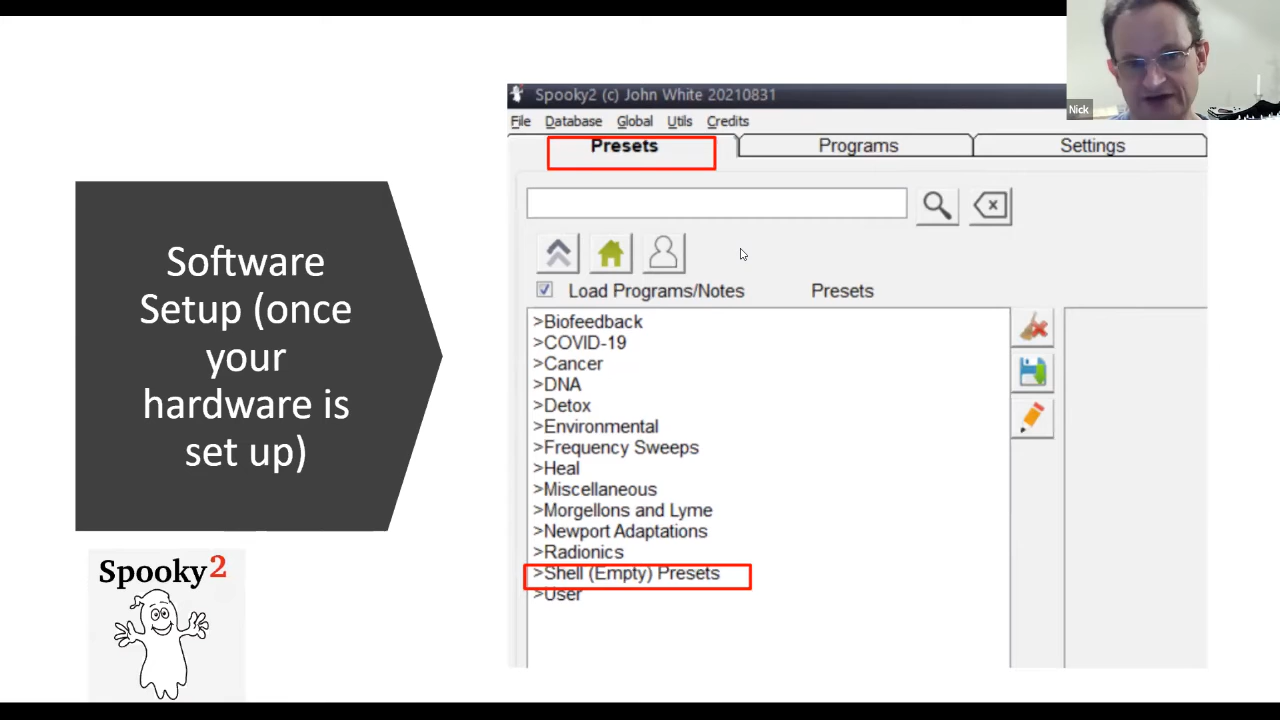 Software
Setup (once
your
hardware is
set up)
Spooky2
Spooky2 (c) John White 20210831
File Database Global Utils Credits
Presets Programs Settings
Load Programs/Notes Presets
>Biofeedback
>COVID-19
>Cancer
>DNA
>Detox
>Environmental
>Frequency Sweeps
>Heal
>Miscellaneous
>Morgellons and Lyme
>Newport Adaptations
>Radionics
>Shell (Empty) Presets
>User
Nick